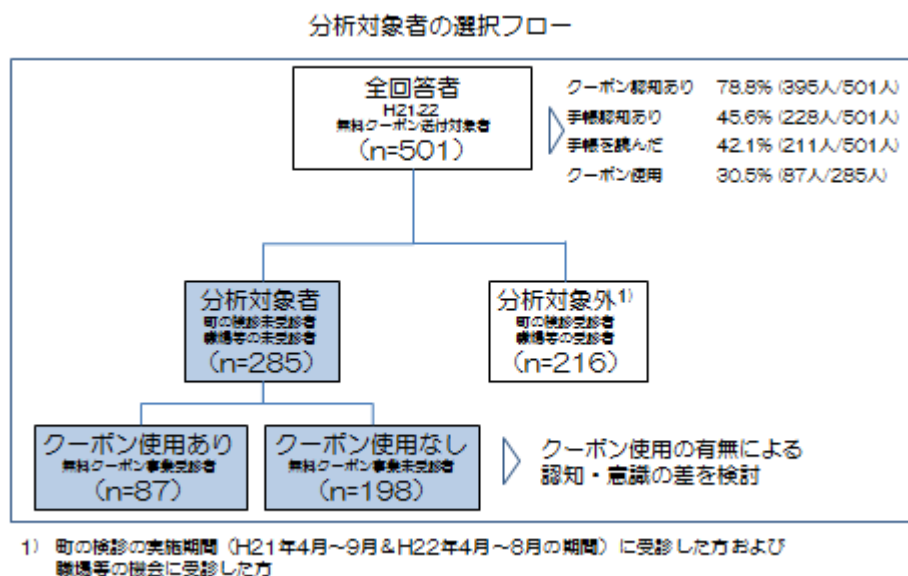 分析対象者の選択フロー
全回答者
H21,22
無料クーポン送付対象者
(n=501)
クーポン認知あり 78.8% (395人/501人)
手帳認知あり 45.6% (228人/501人)
手帳を読んだ 42.1% (211人/501人)
クーポン使用 30.5% (87人/285人)
分析対象者
町の検診未受診者
職場等の未受診者
(n=285)
分析対象外1)
町の検診受診者
職場等の受診者
(n=216)
クーポン使用あり
無料クーポン事業受診者
(n=87)
クーポン使用なし
無料クーポン事業未受診者
(n=198)
クーポン使用の有無による
認知・意識の差を検討
1) 町の検診の実施期間(H21年4月~9月&H22年4月~8月の期間)に受診した方および
職場等の機会に受診した方